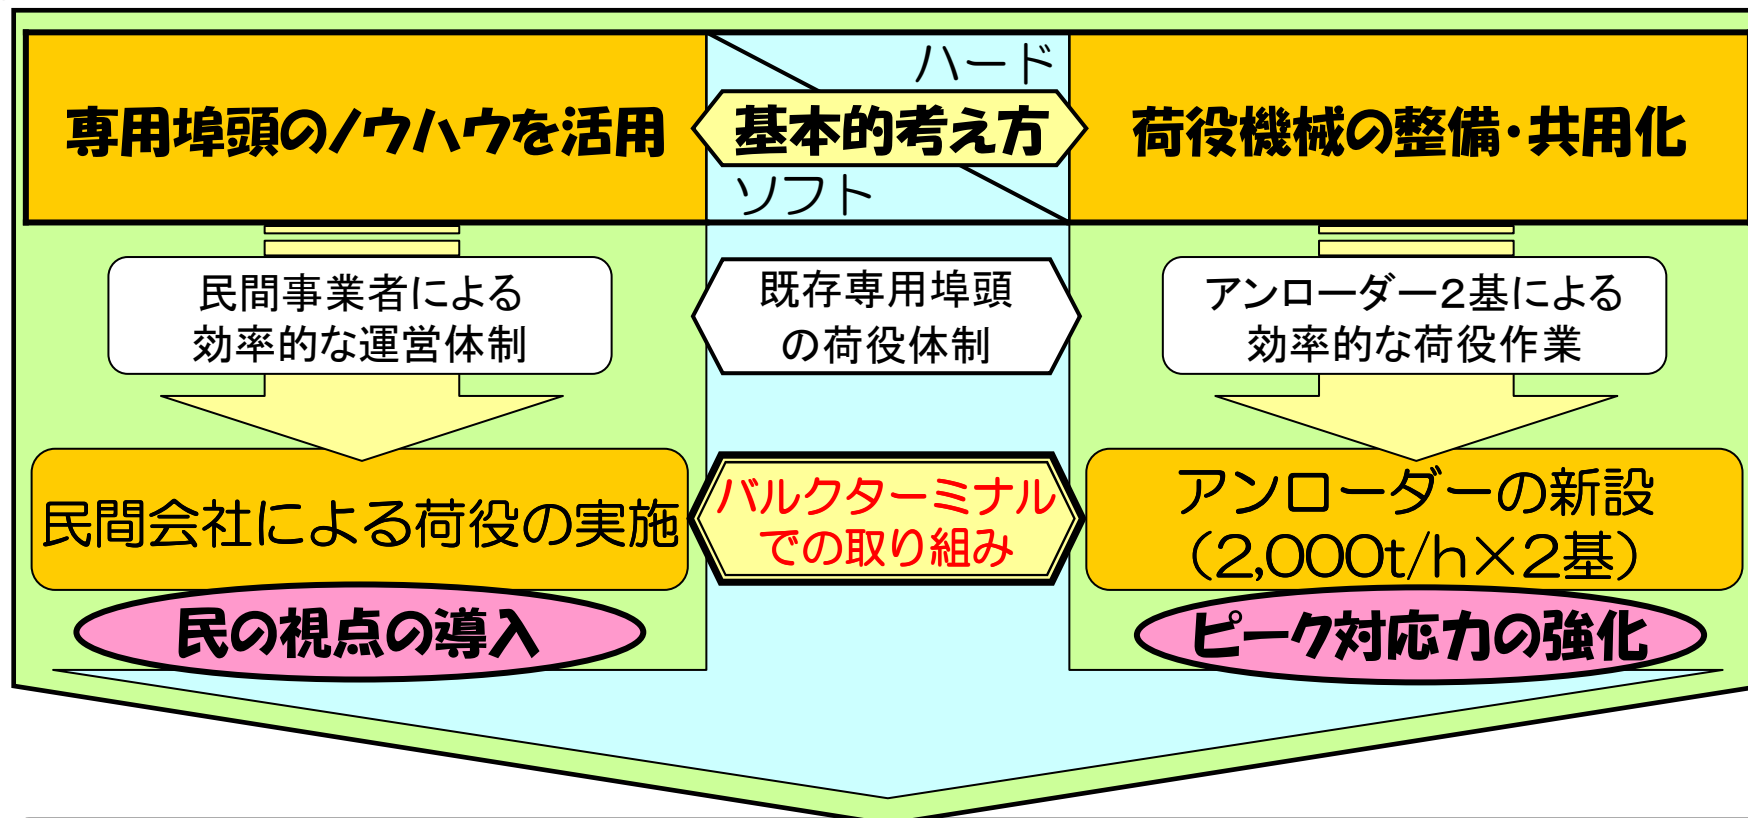 ハード
専用埠頭のノウハウを活用
基本的考え方
荷役機械の整備・共用化
ソフト
民間事業者による
効率的な運営体制
既存専用埠頭
の荷役体制
アンローダー2基による
効率的な荷役作業
民間会社による荷役の実施
バルクターミナル
での取り組み
アンローダーの新設
（2,000t/h×2基）
民の視点の導入
ピーク対応力の強化